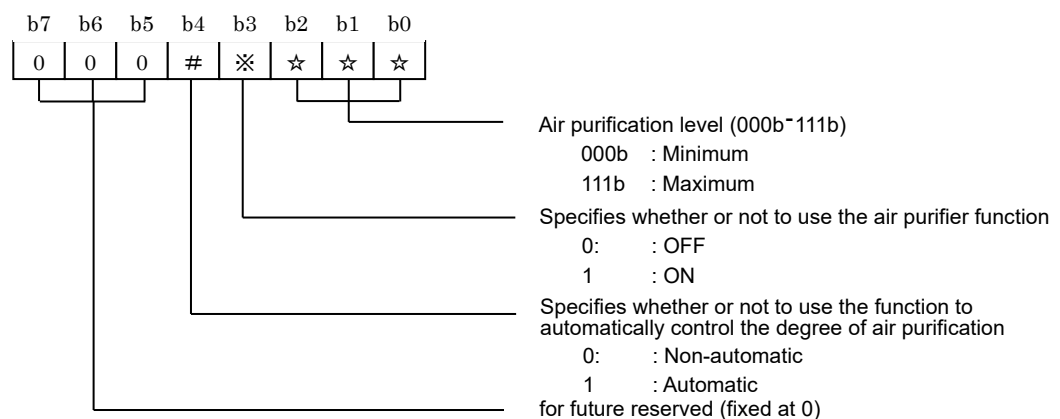 b7 b6 b5 b4 b3 b2 b1 b0
0 0 0 # ※ ☆ ☆ ☆
Air purification level (000b-111b)
000b : Minimum
111b : Maximum
Specifies whether or not to use the air purifier function
0: : OFF
1 : ON
Specifies whether or not to use the function to
automatically control the degree of air purification
0: : Non-automatic
1 : Automatic
for future reserved (fixed at 0)